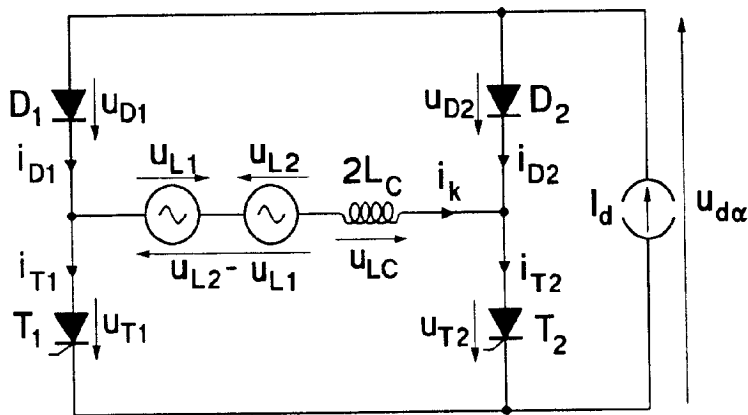 D1 uD1 uD2 D2
iD1 uL1 uL2 2LC ik iD2
Id udα
uL2 - uL1 uLC
iT1 iT2
T1 uT1 uT2 T2